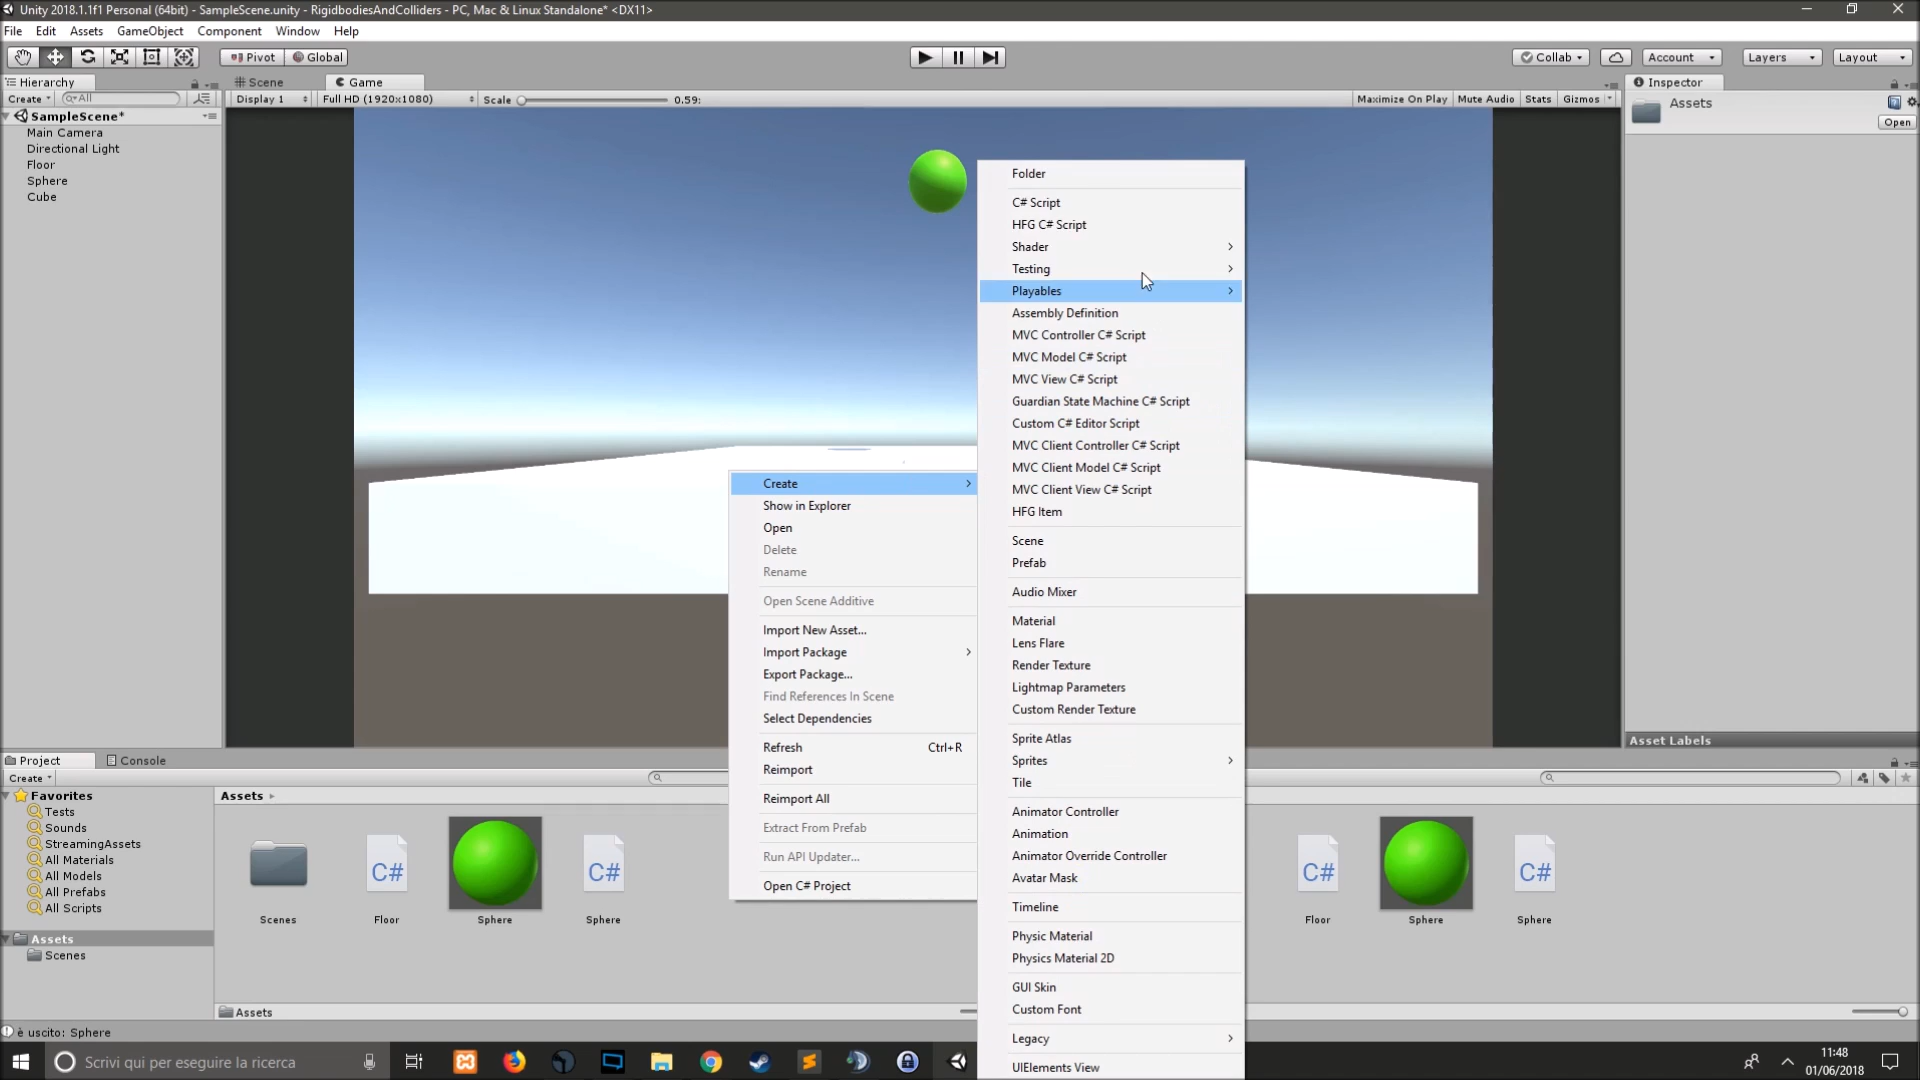 Unity 2018.1.1f1 Personal (64bit) - SampleScene.unity - RigidbodiesAndColliders - PC, Mac & Linux Standalone* <DX11>
File Edit Assets GameObject Component Window Help
Pivot Global Collab Account Layers Layout
Hierarchy Scene Game Inspector
Create All Display 1 Full HD (1920x1080) Scale 0.59: Maximize On Play Mute Audio Stats Gizmos
Assets
Open
SampleScene*
Main Camera
Directional Light
Floor
Sphere
Cube
Folder
C# Script
HFG C# Script
Shader
Testing
Playables
Assembly Definition
MVC Controller C# Script
MVC Model C# Script
MVC View C# Script
Guardian State Machine C# Script
Custom C# Editor Script
MVC Client Controller C# Script
MVC Client Model C# Script
MVC Client View C# Script
HFG Item
Scene
Prefab
Audio Mixer
Material
Lens Flare
Render Texture
Lightmap Parameters
Custom Render Texture
Sprite Atlas
Sprites
Tile
Animator Controller
Animation
Animator Override Controller
Avatar Mask
Timeline
Physic Material
Physics Material 2D
GUI Skin
Custom Font
Legacy
UIElements View
Create
Show in Explorer
Open
Delete
Rename
Open Scene Additive
Import New Asset...
Import Package
Export Package...
Find References In Scene
Select Dependencies
Refresh Ctrl+R
Reimport
Reimport All
Extract From Prefab
Run API Updater...
Open C# Project
Asset Labels
Project Console
Create
Favorites
Tests
Sounds
StreamingAssets
All Materials
All Models
All Prefabs
All Scripts
Assets
Scenes
Assets
C# C# C# C#
Scenes Floor Sphere Sphere Floor Sphere Sphere
Assets
è uscito: Sphere
Scrivi qui per eseguire la ricerca
11:48
01/06/2018